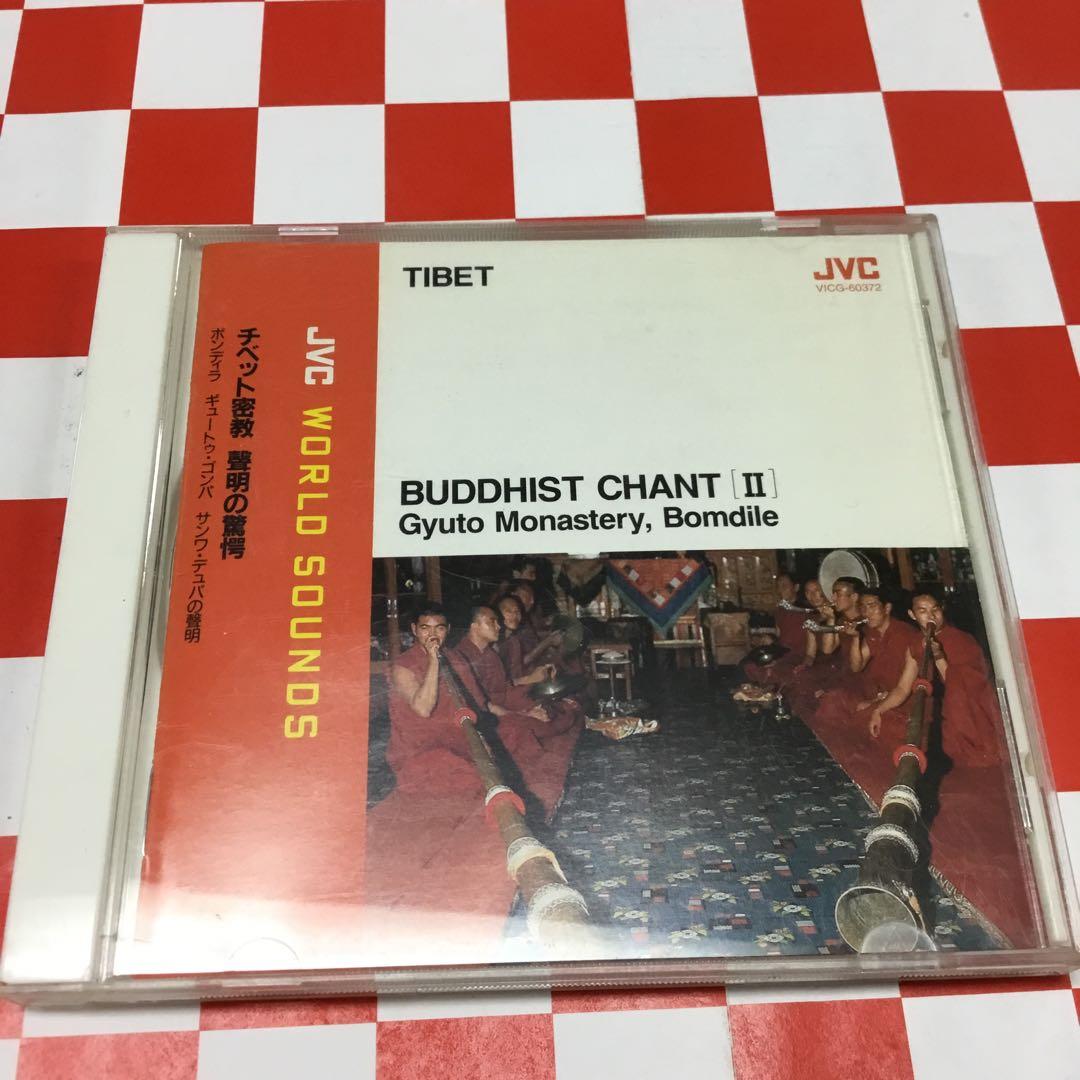 TIBET
JVC
VICG-60372
BUDDHIST CHANT [II]
Gyuto Monastery, Bomdile
JVC WORLD SOUNDS
チベット密教 聲明の驚愕
ボンディラ ギュートゥ・ゴンパ サンワ・デュパの聲明